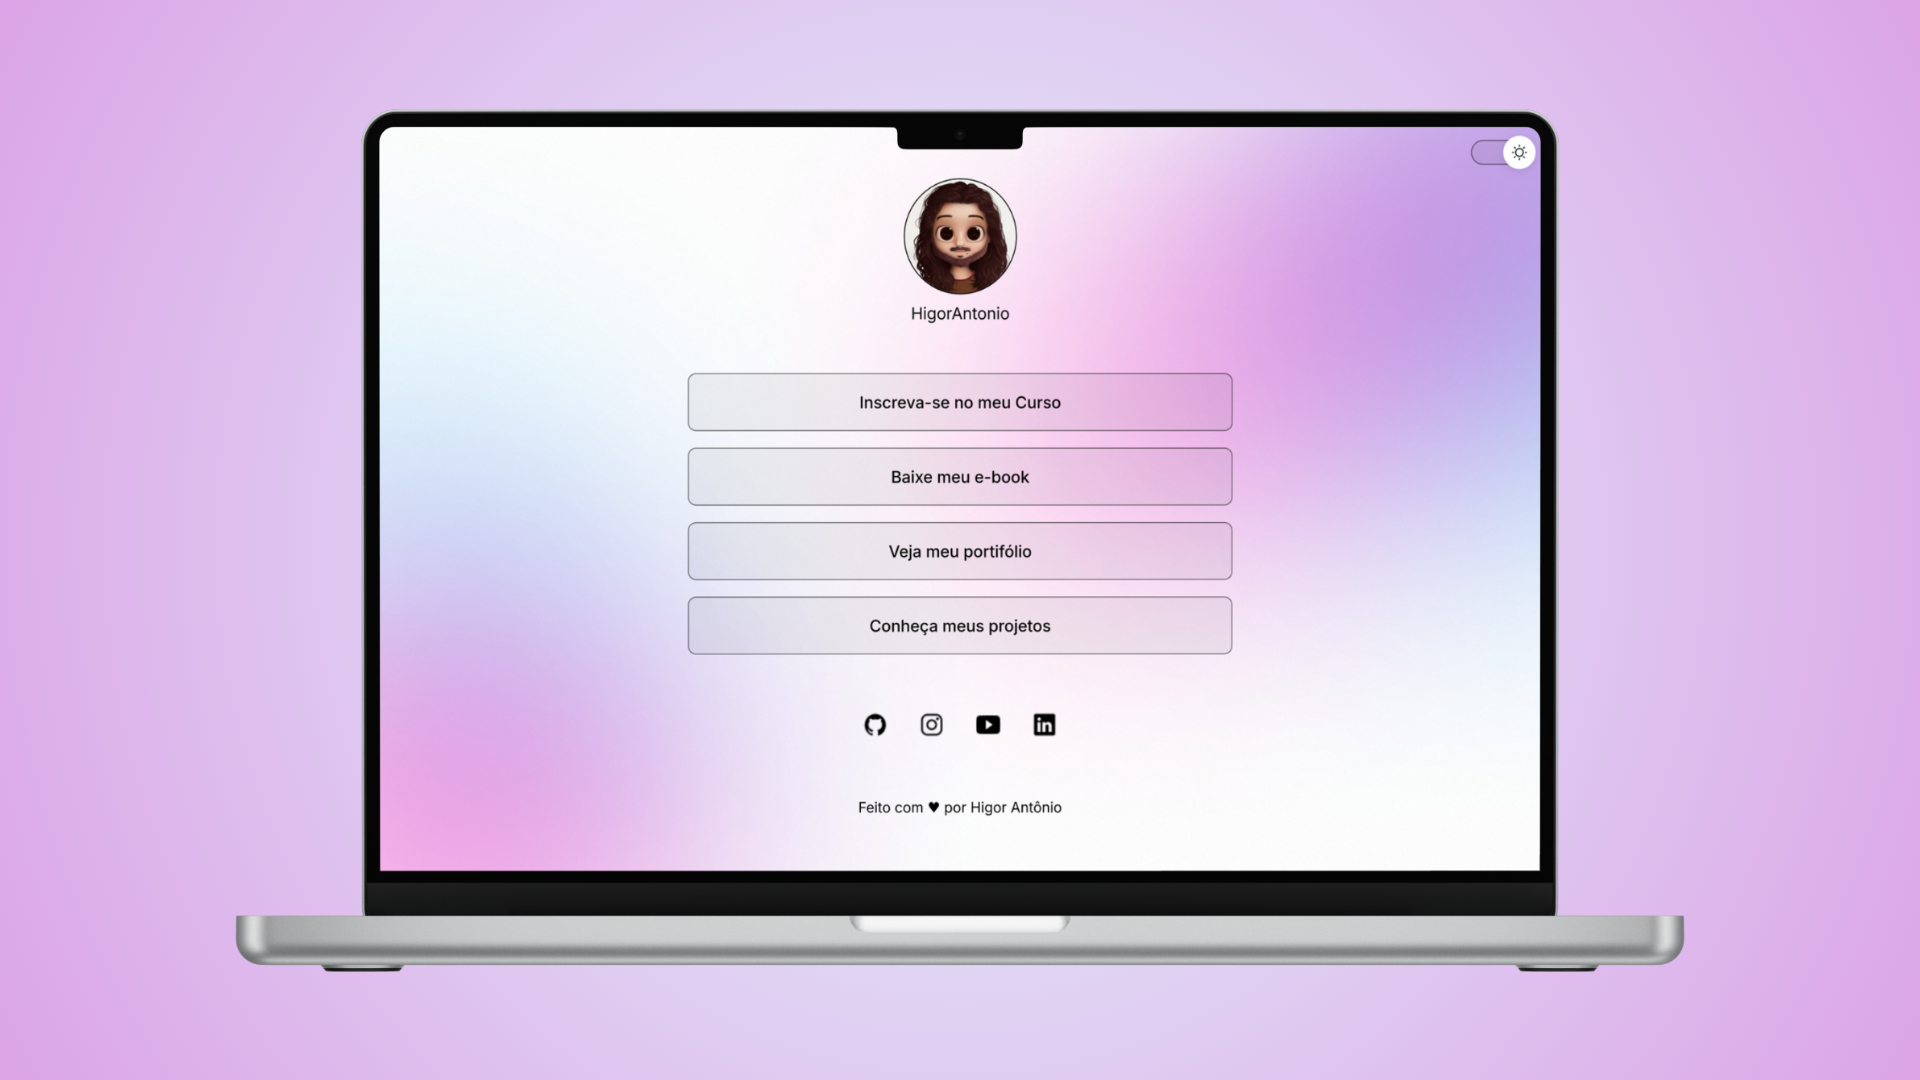 HigorAntonio
Inscreva-se no meu Curso
Baixe meu e-book
Veja meu portifólio
Conheça meus projetos
in
Feito com ♥ por Higor Antônio